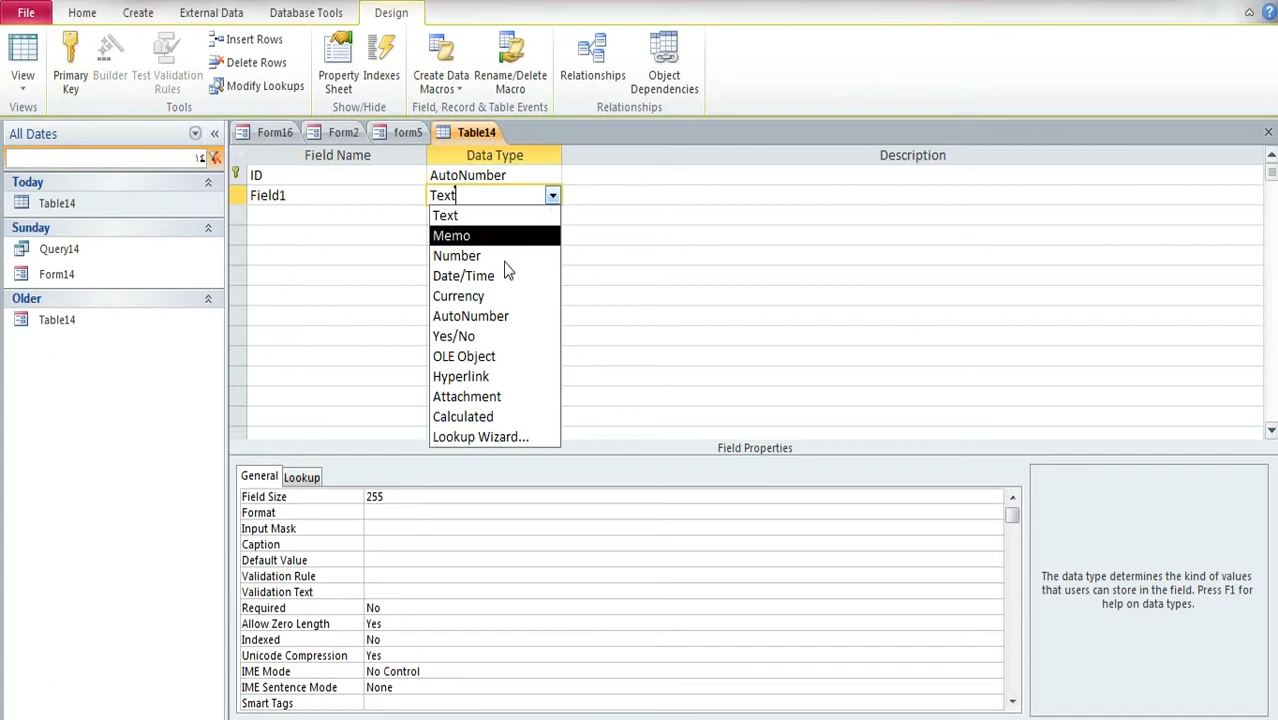 File Home Create External Data Database Tools Design
View
Views
Primary Key
Builder
Test Validation Rules
Insert Rows
Delete Rows
Modify Lookups
Tools
Property Sheet
Indexes
Show/Hide
Create Data Macros
Rename/Delete Macro
Field, Record & Table Events
Relationships
Object Dependencies
Relationships
All Dates
١٤
Today
Table14
Sunday
Query14
Form14
Older
Table14
Form16 Form2 form5 Table14
Field Name Data Type Description
ID AutoNumber
Field1 Text
Text
Memo
Number
Date/Time
Currency
AutoNumber
Yes/No
OLE Object
Hyperlink
Attachment
Calculated
Lookup Wizard...
Field Properties
General Lookup
Field Size 255
Format
Input Mask
Caption
Default Value
Validation Rule
Validation Text
Required No
Allow Zero Length Yes
Indexed No
Unicode Compression Yes
IME Mode No Control
IME Sentence Mode None
Smart Tags
The data type determines the kind of values
that users can store in the field. Press F1 for
help on data types.